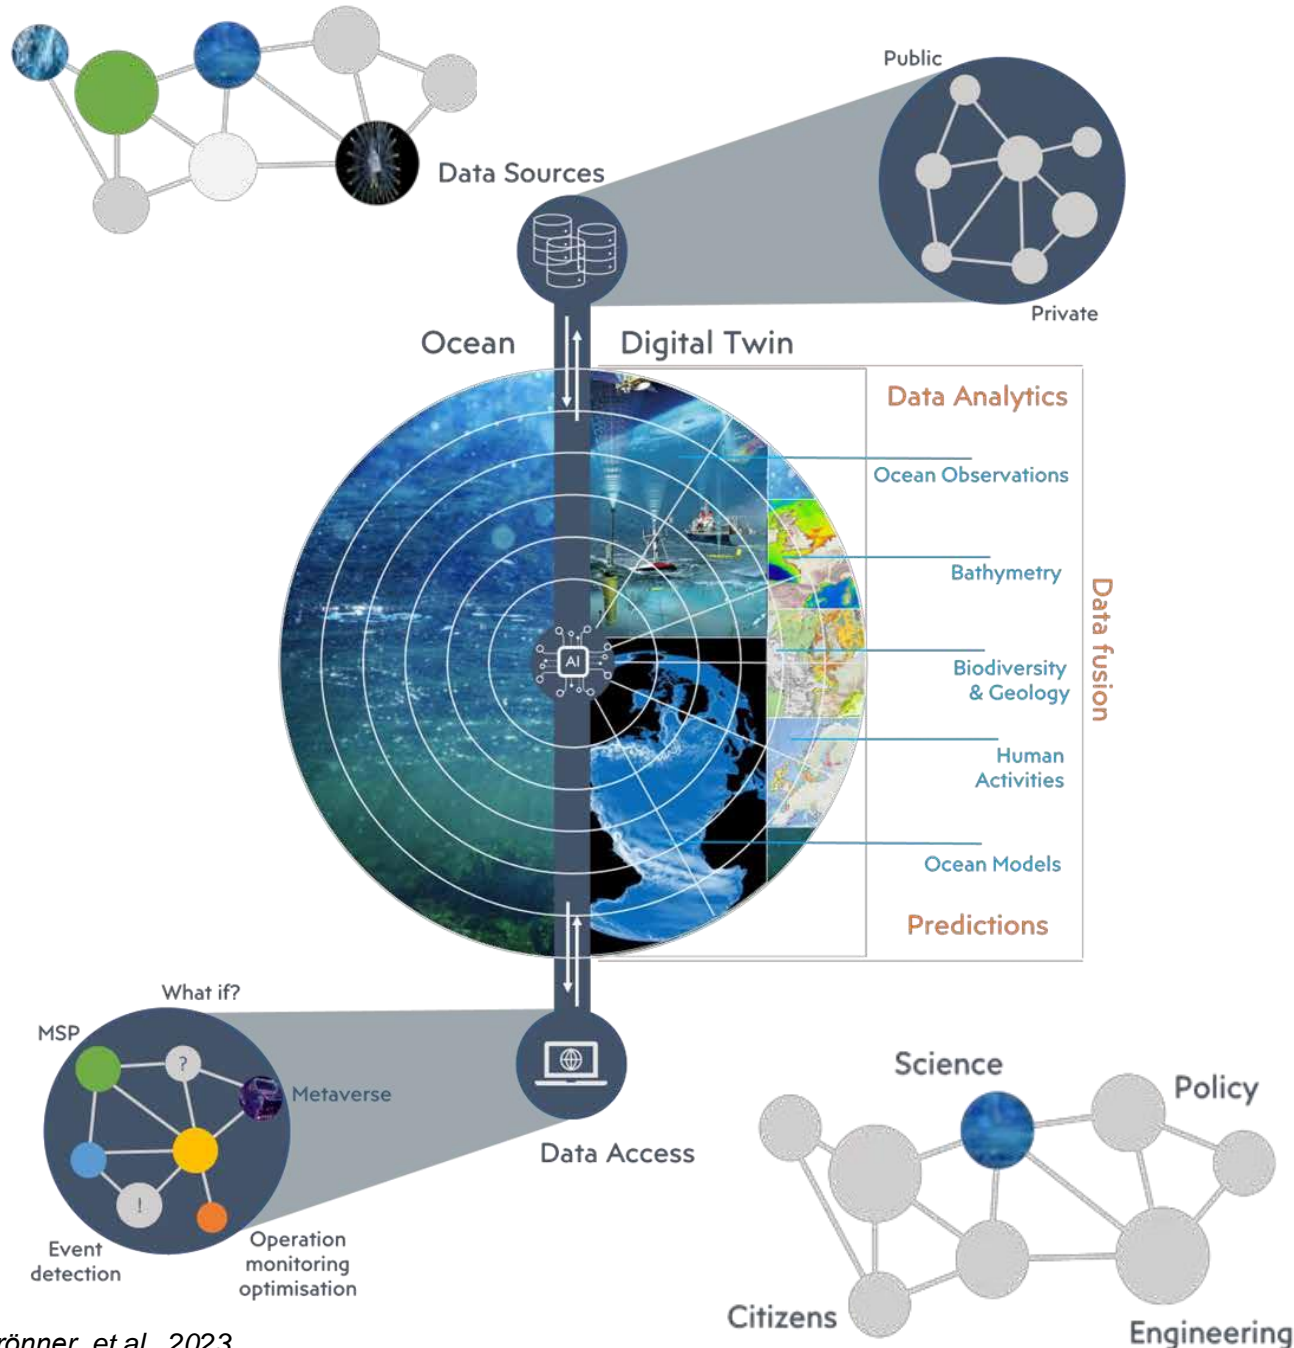 Public
Data Sources
Private
Ocean
Digital Twin
Data Analytics
Ocean Observations
Bathymetry
Data fusion
Biodiversity
& Geology
AI
Human
Activities
Ocean Models
Predictions
What if?
MSP
?
Metaverse
!
Event
detection
Operation
monitoring
optimisation
Data Access
Science
Policy
Citizens
Engineering
et al., 2023